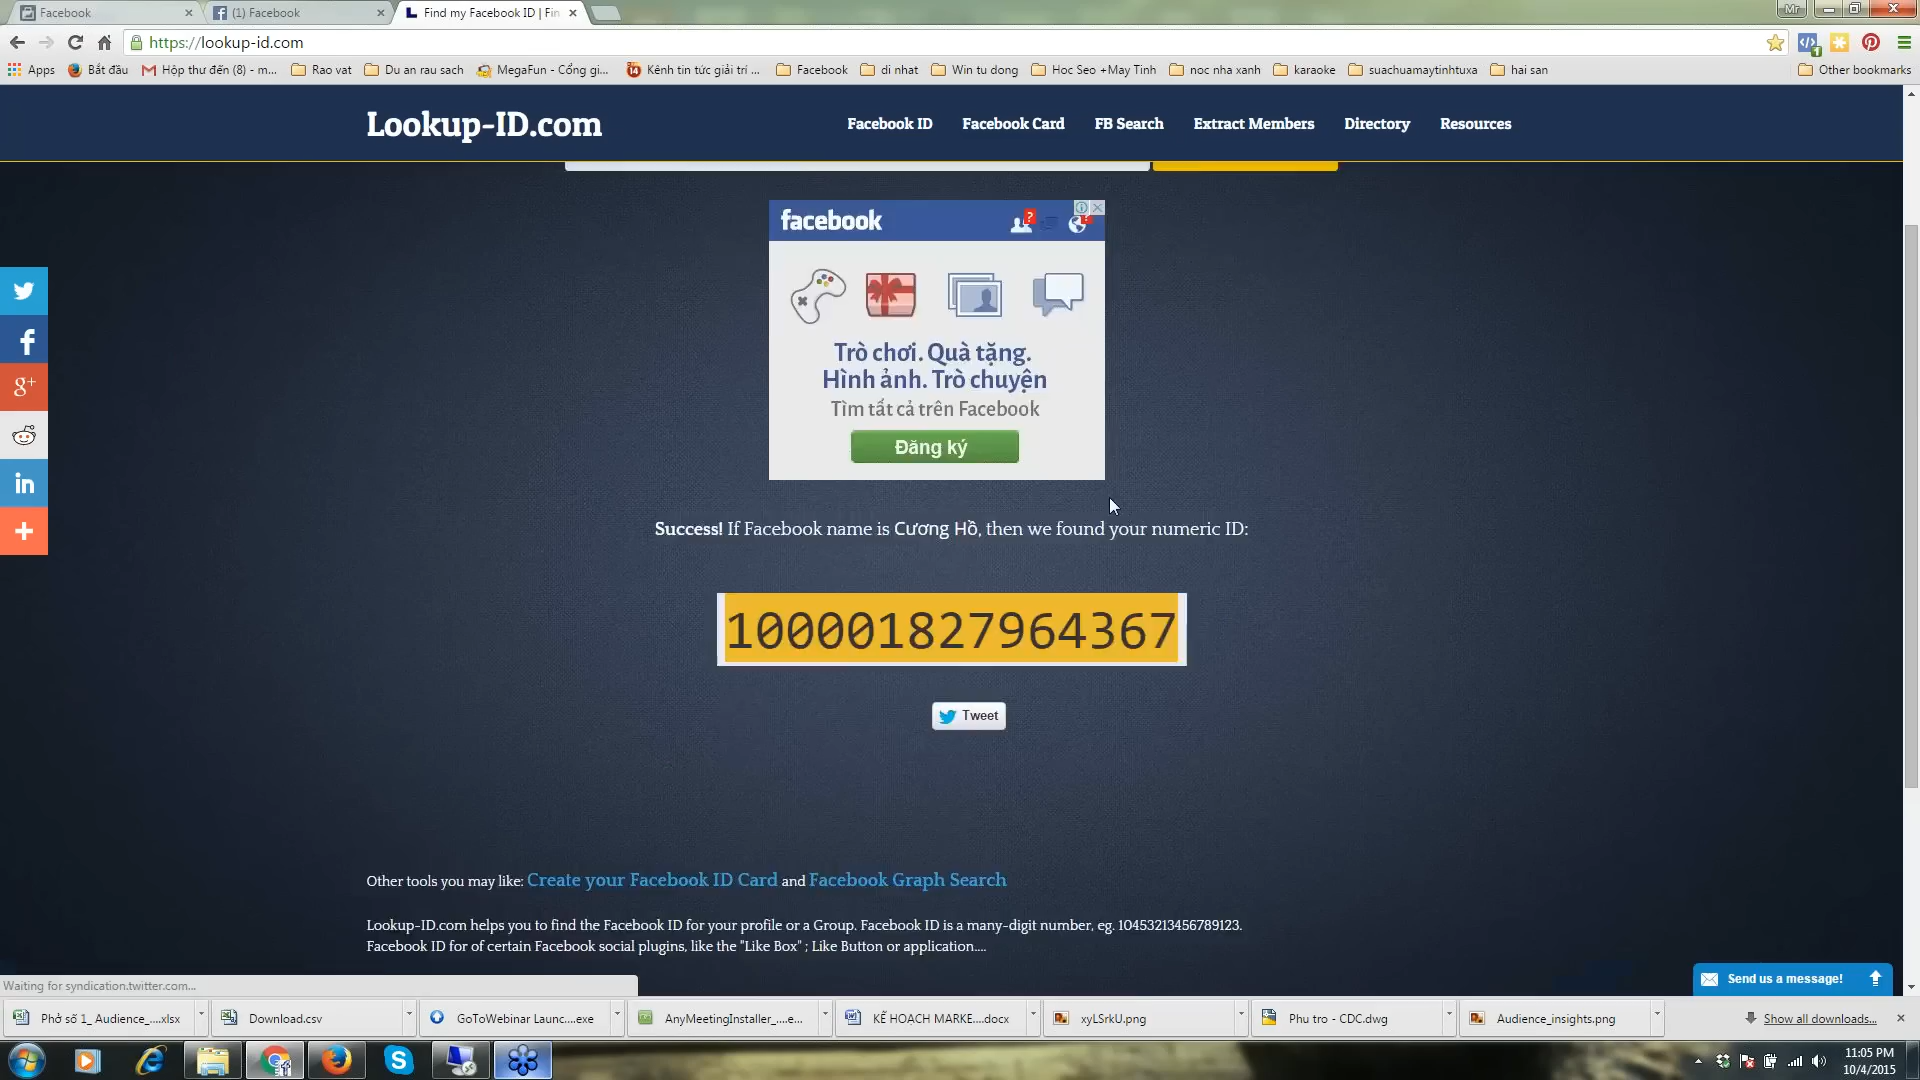 Facebook
(1) Facebook
Find my Facebook ID | Fin
Mr
https://lookup-id.com
1
Apps
Bắt đầu
Hộp thư đến (8) - m...
Rao vat
Du an rau sach
MegaFun - Cổng gi...
14
Kênh tin tức giải trí ...
Facebook
di nhat
Win tu dong
Hoc Seo +May Tinh
noc nha xanh
karaoke
suachuamaytinhtuxa
hai san
Other bookmarks
Lookup-ID.com
Facebook ID
Facebook Card
FB Search
Extract Members
Directory
Resources
facebook
?
?
Trò chơi. Quà tặng.
Hình ảnh. Trò chuyện
Tìm tất cả trên Facebook
Đăng ký
Success! If Facebook name is Cương Hồ, then we found your numeric ID:
100001827964367
Tweet
Other tools you may like: Create your Facebook ID Card and Facebook Graph Search
Lookup-ID.com helps you to find the Facebook ID for your profile or a Group. Facebook ID is a many-digit number, eg. 10453213456789123.
Facebook ID for of certain Facebook social plugins, like the "Like Box" ; Like Button or application....
Send us a message!
Waiting for syndication.twitter.com...
Phở số 1_ Audience_....xlsx
Download.csv
GoToWebinar Launc....exe
AnyMeetingInstaller_....e...
KẾ HOẠCH MARKE....docx
xyLSrkU.png
Phu tro - CDC.dwg
Audience_insights.png
Show all downloads...
11:05 PM
10/4/2015